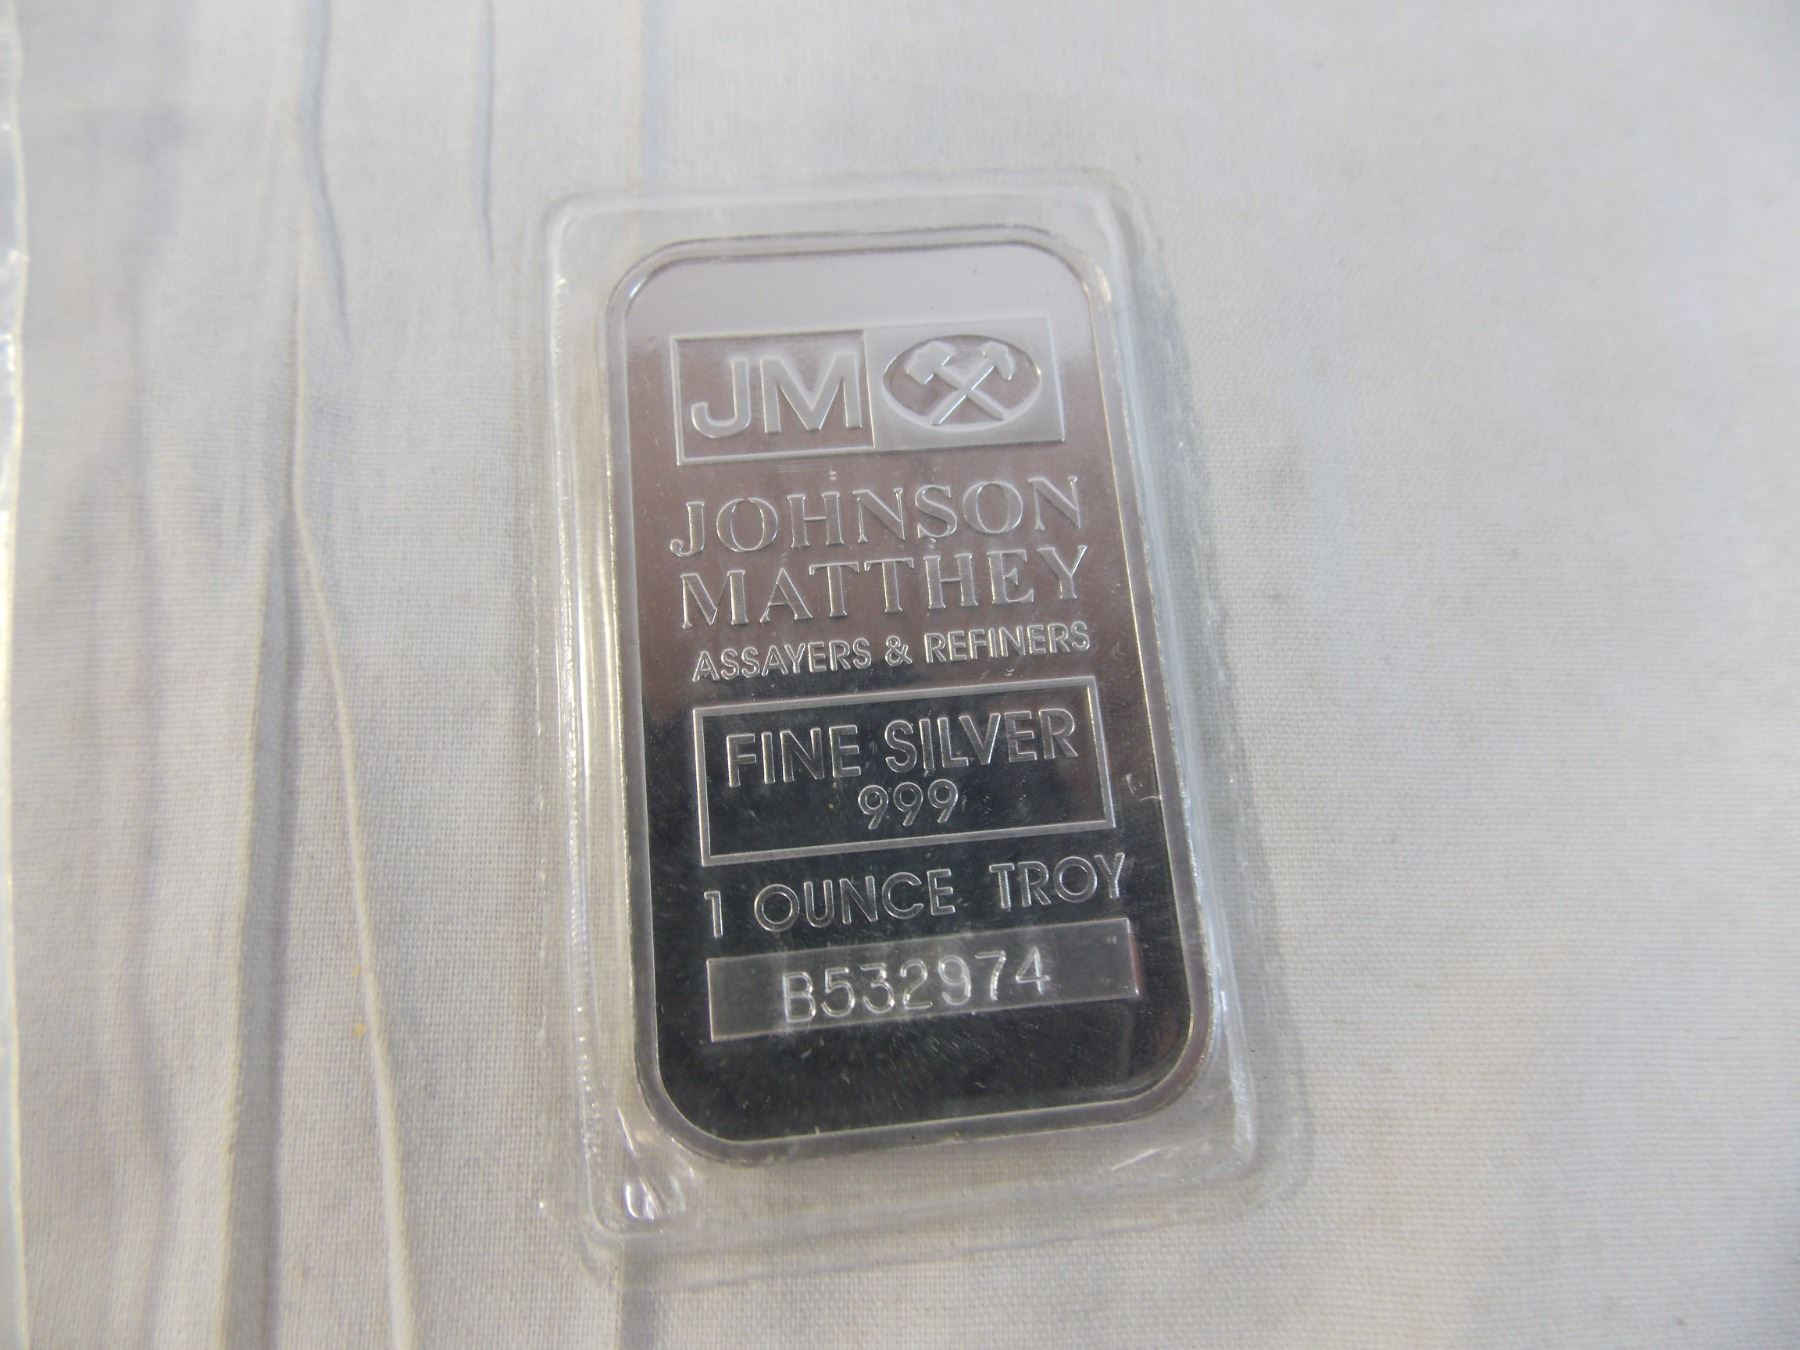 JM
JOHNSON
MATTHEY
ASSAYERS & REFINERS
FINE SILVER
999
1 OUNCE TROY
B532974